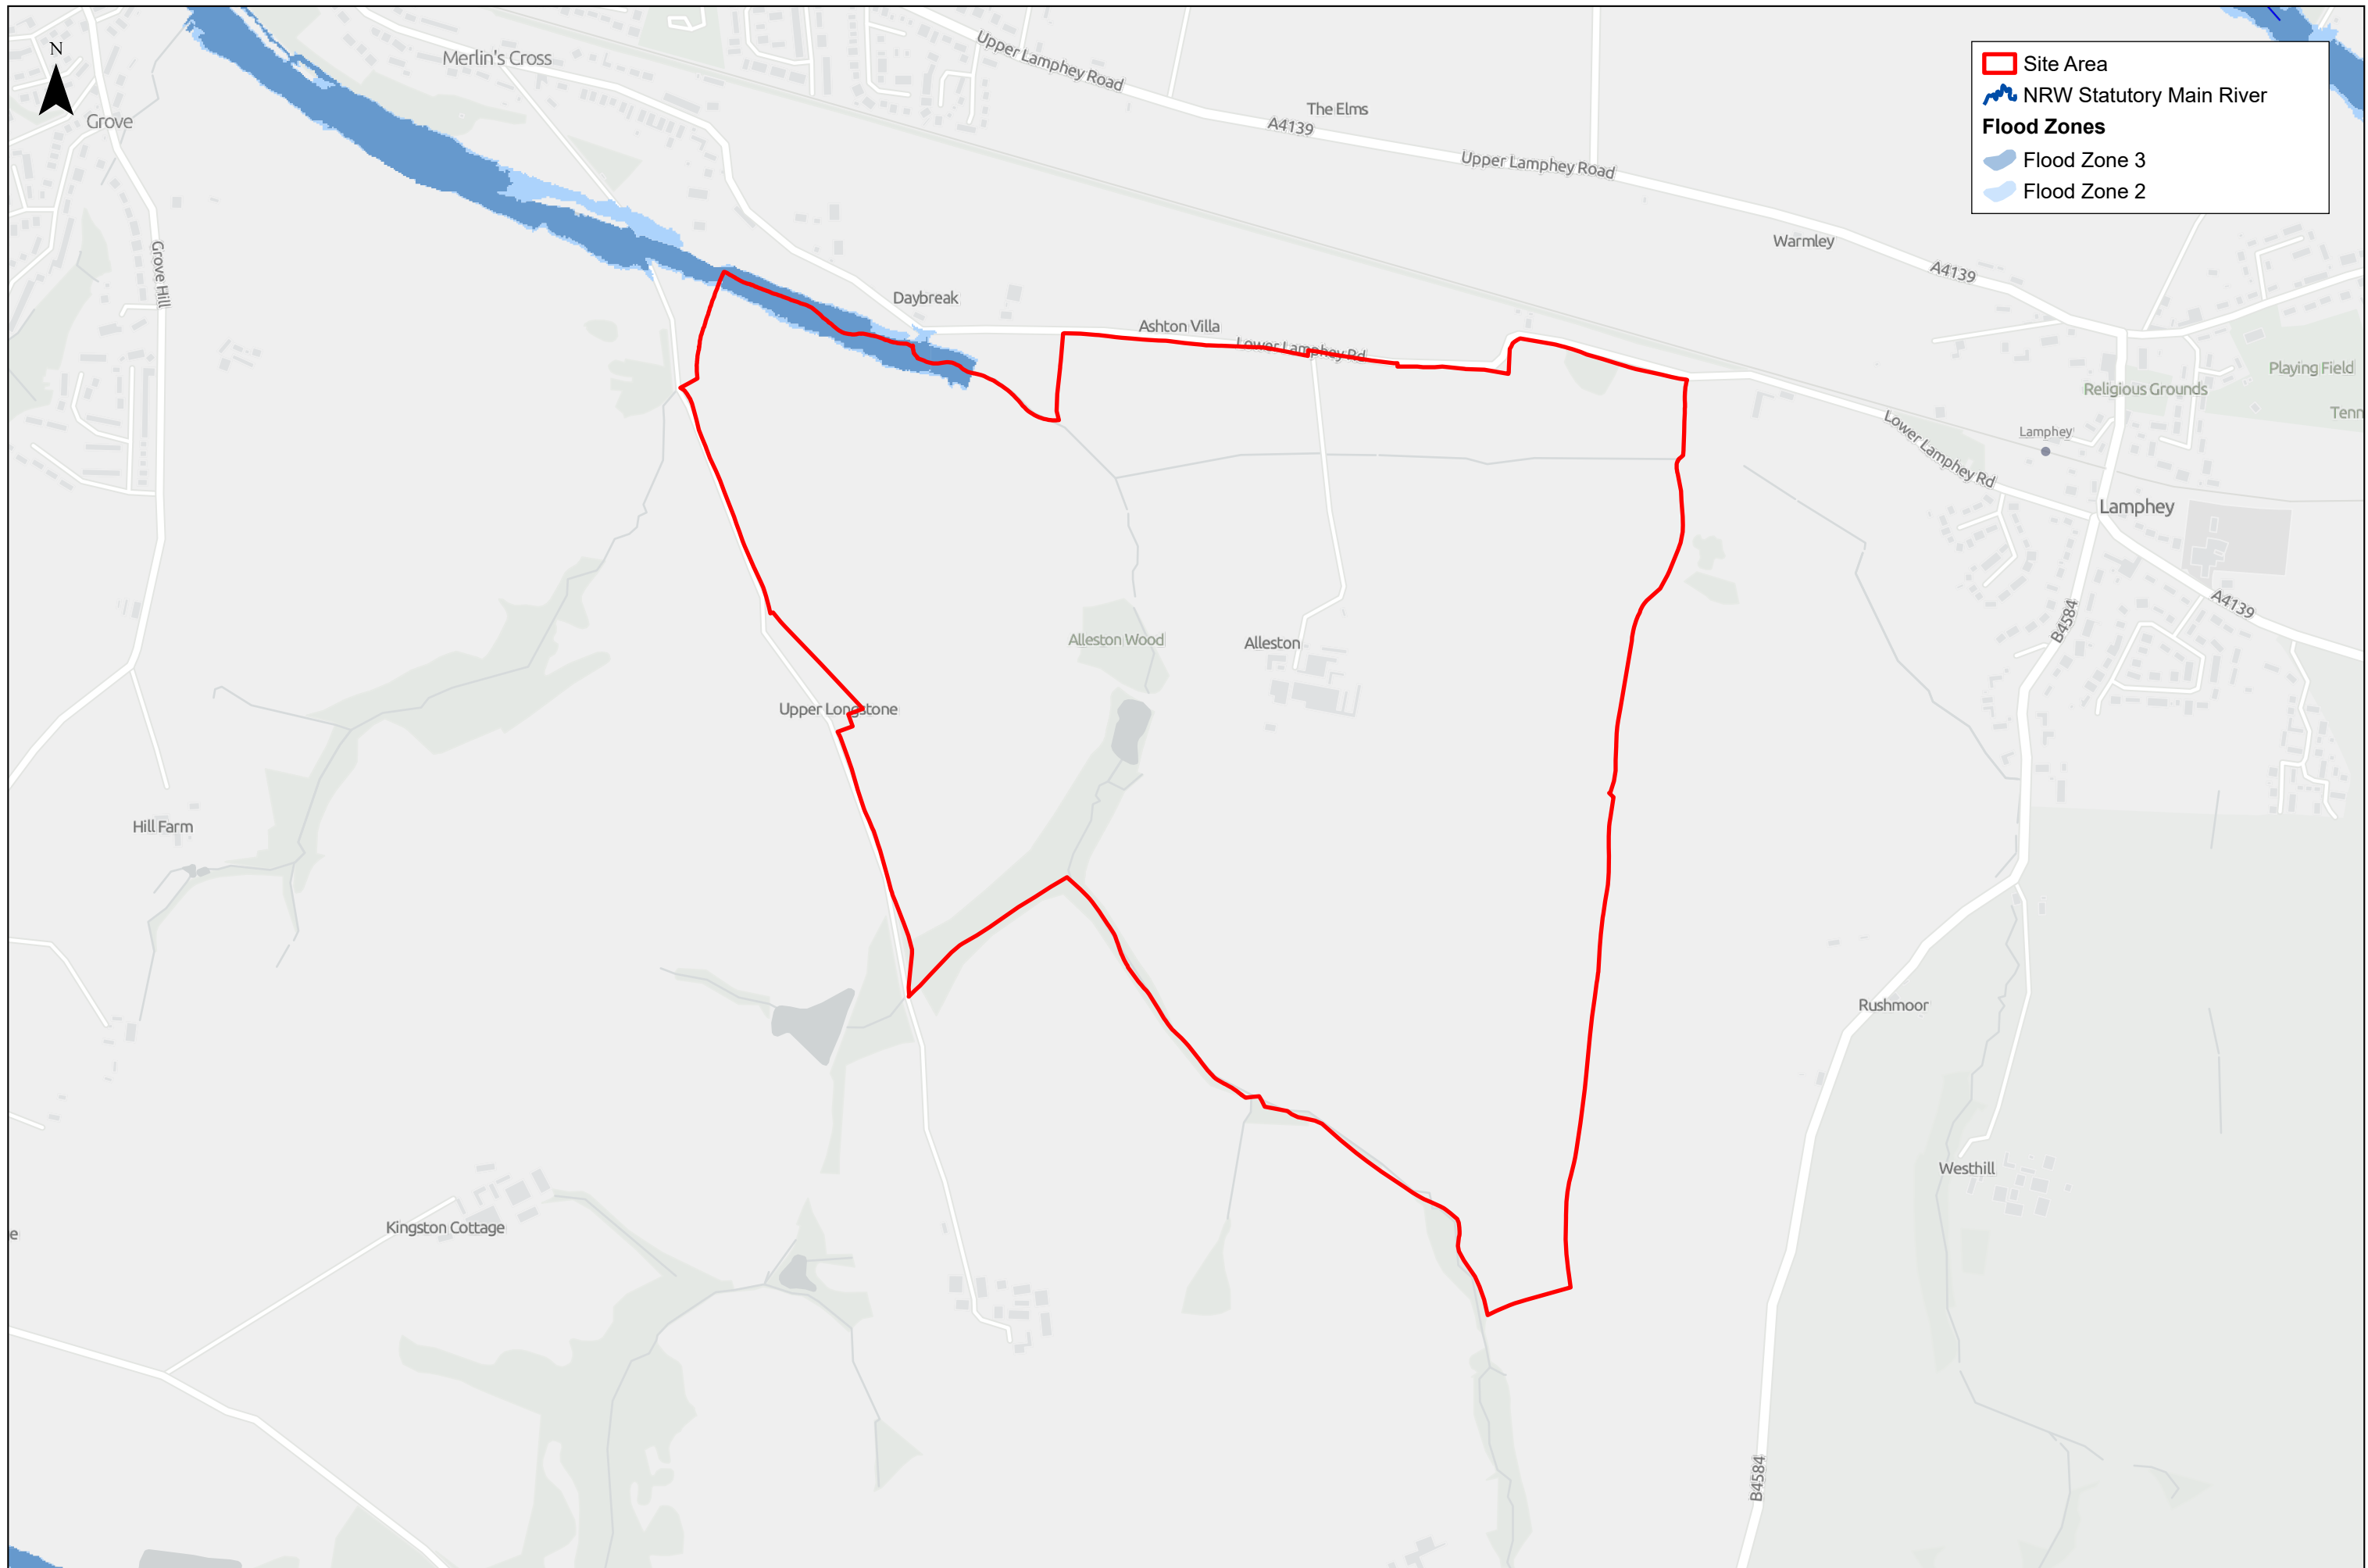 N
Merlin's Cross
Grove
Grove Hill
Upper Lamphey Road
The Elms
A4139
Upper Lamphey Road
Warmley
A4139
Site Area
NRW Statutory Main River
Flood Zones
Flood Zone 3
Flood Zone 2
Daybreak
Ashton Villa
Lower Lamphey Rd
Playing Field
Religious Grounds
Tenn
Lamphey
Lower Lamphey Rd
Lamphey
A4139
B4584
Alleston Wood
Alleston
Upper Longstone
Hill Farm
Rushmoor
Westhill
Kingston Cottage
e
B4584